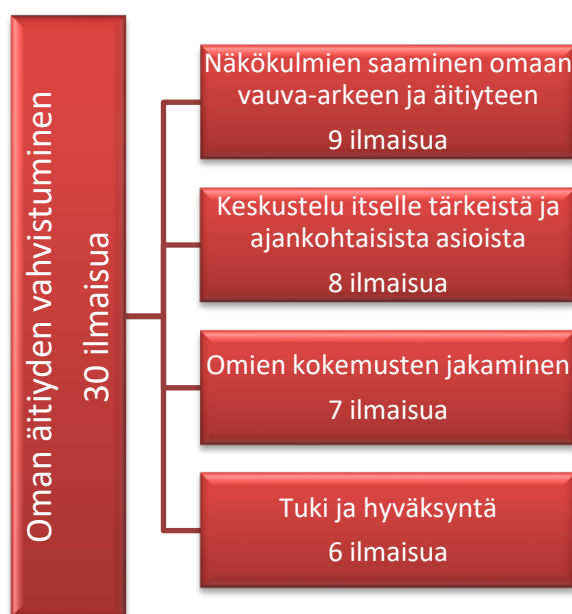 Oman äitiyden vahvistuminen
30 ilmaisua
Näkökulmien saaminen omaan
vauva-arkeen ja äitiyteen
9 ilmaisua
Keskustelu itselle tärkeistä ja
ajankohtaisista asioista
8 ilmaisua
Omien kokemusten jakaminen
7 ilmaisua
Tuki ja hyväksyntä
6 ilmaisua